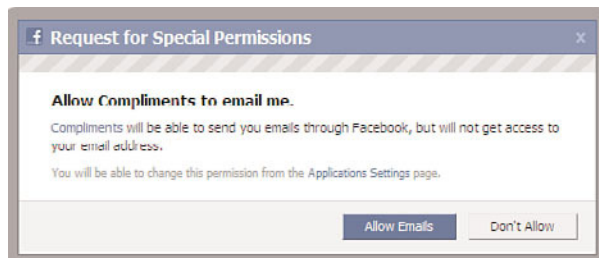 f Request for Special Permissions x
Allow Compliments to email me.
Compliments will be able to send you emails through Facebook, but will not get access to
your email address.
You will be able to change this permission from the Applications Settings page.
Allow Emails Don't Allow